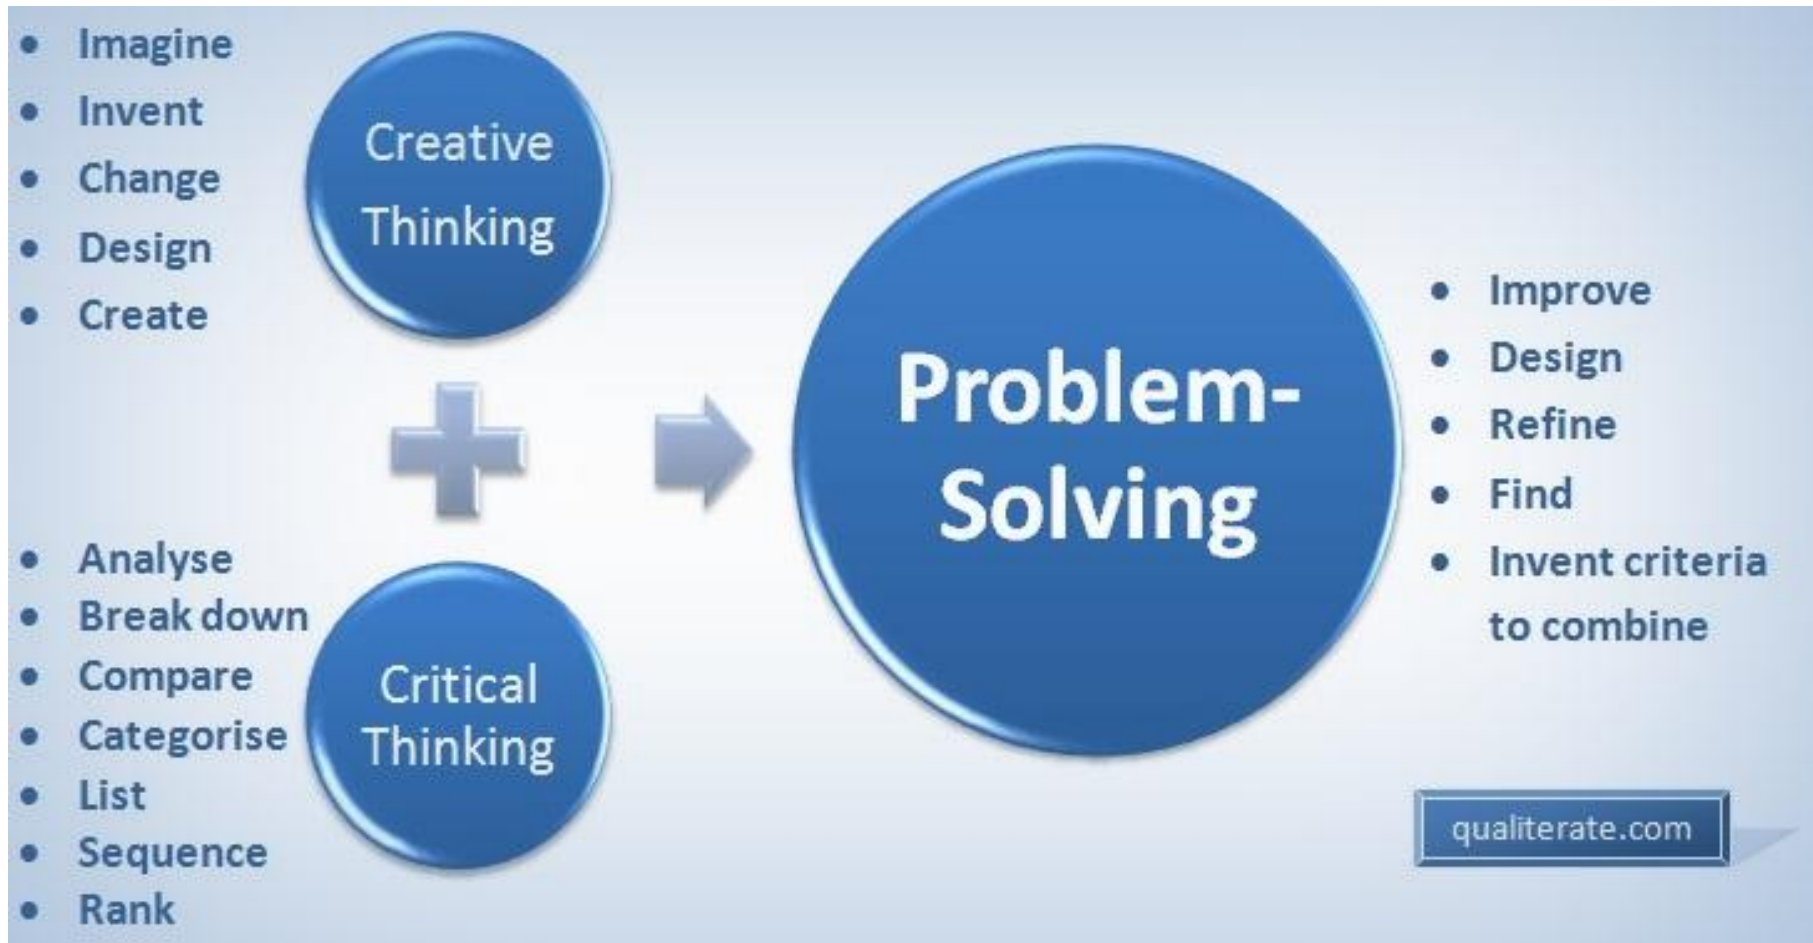 • Imagine
• Invent
• Change
• Design
• Create
Creative
Thinking
• Analyse
• Break down
• Compare
• Categorise
• List
• Sequence
• Rank
Critical
Thinking
Problem-
Solving
• Improve
• Design
• Refine
• Find
• Invent criteria
to combine
qualiterate.com